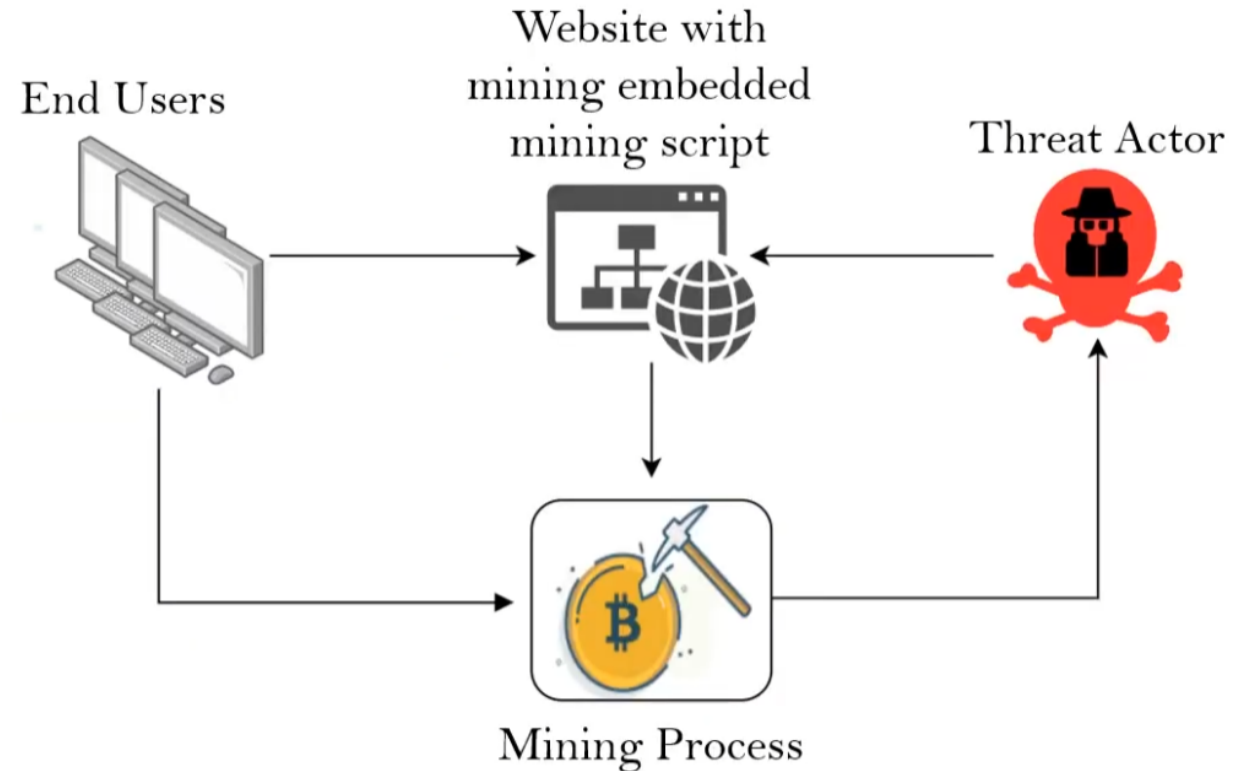 End Users
Website with
mining embedded
mining script
Threat Actor
Mining Process